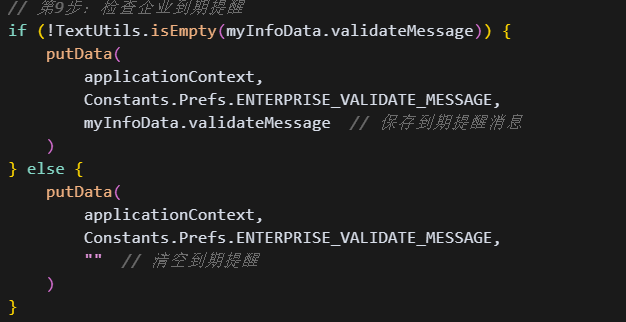 // 第9步: 检查企业到期提醒
if (!TextUtils.isEmpty(myInfoData.validateMessage)) {
    putData(
        applicationContext,
        Constants.Prefs.ENTERPRISE_VALIDATE_MESSAGE,
        myInfoData.validateMessage  // 保存到期提醒消息
    )
} else {
    putData(
        applicationContext,
        Constants.Prefs.ENTERPRISE_VALIDATE_MESSAGE,
        ""  // 清空到期提醒
    )
}